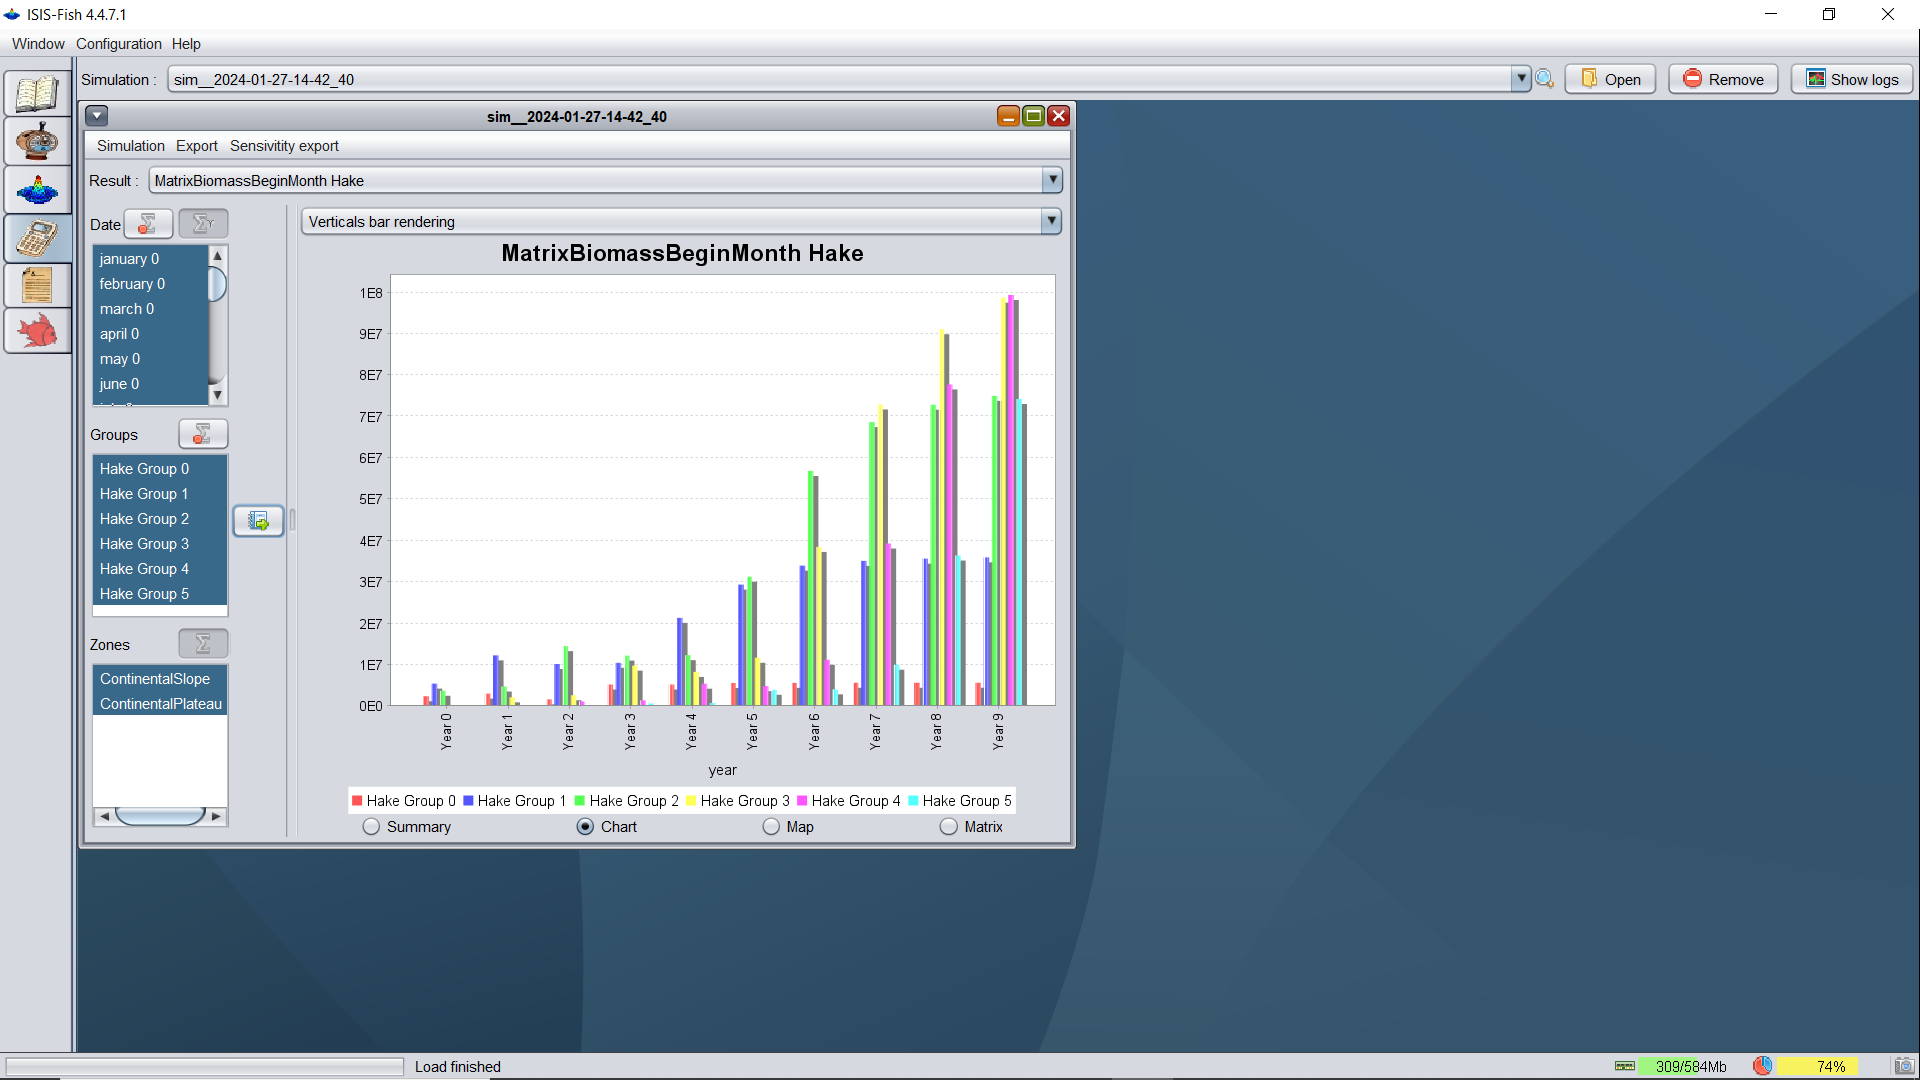 ISIS-Fish 4.4.7.1
Window Configuration Help
Simulation : sim__2024-01-27-14-42_40 Open Remove Show logs
sim__2024-01-27-14-42_40
Simulation Export Sensivitity export
Result : MatrixBiomassBeginMonth Hake
Date
january 0
february 0
march 0
april 0
may 0
june 0
Groups
Hake Group 0
Hake Group 1
Hake Group 2
Hake Group 3
Hake Group 4
Hake Group 5
Zones
ContinentalSlope
ContinentalPlateau
Verticals bar rendering
MatrixBiomassBeginMonth Hake
1E8
9E7
8E7
7E7
6E7
5E7
4E7
3E7
2E7
1E7
0E0
Year 0 Year 1 Year 2 Year 3 Year 4 Year 5 Year 6 Year 7 Year 8 Year 9
year
Hake Group 0 Hake Group 1 Hake Group 2 Hake Group 3 Hake Group 4 Hake Group 5
Summary Chart Map Matrix
Load finished 309/584Mb 74%